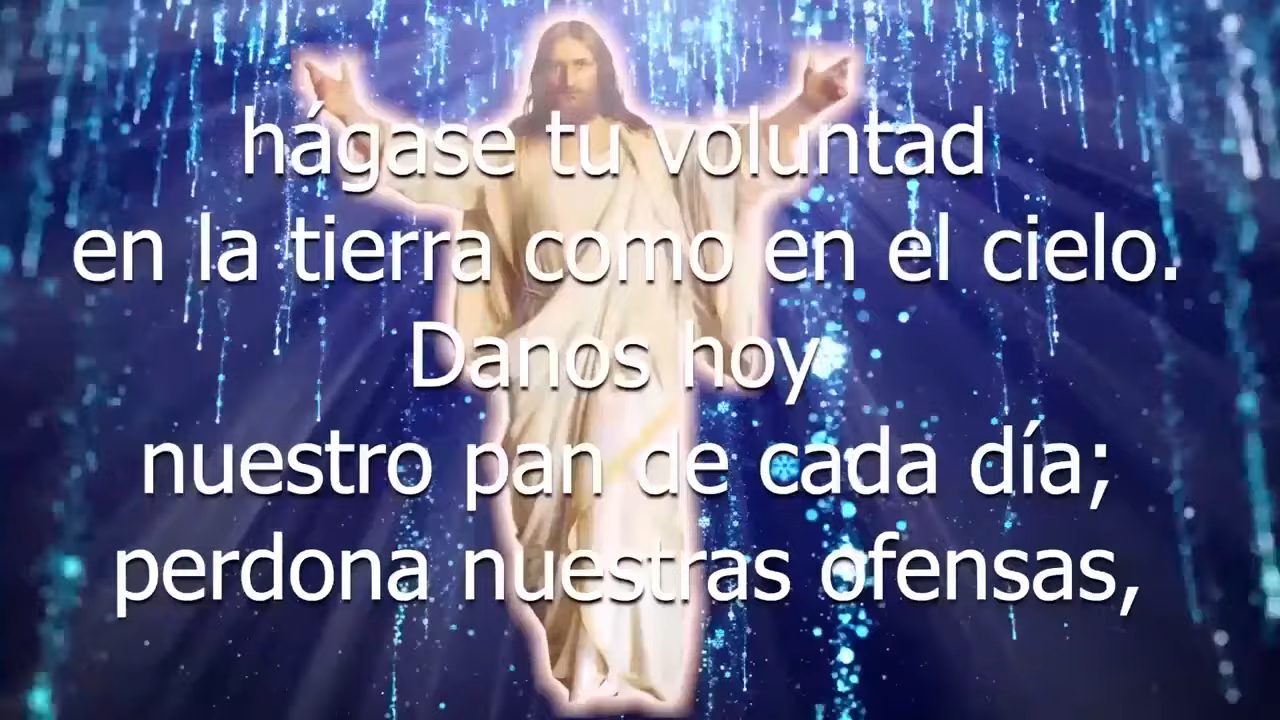 hágase tu voluntad
en la tierra como en el cielo.
Danos hoy
nuestro pan de cada día;
perdona nuestras ofensas,